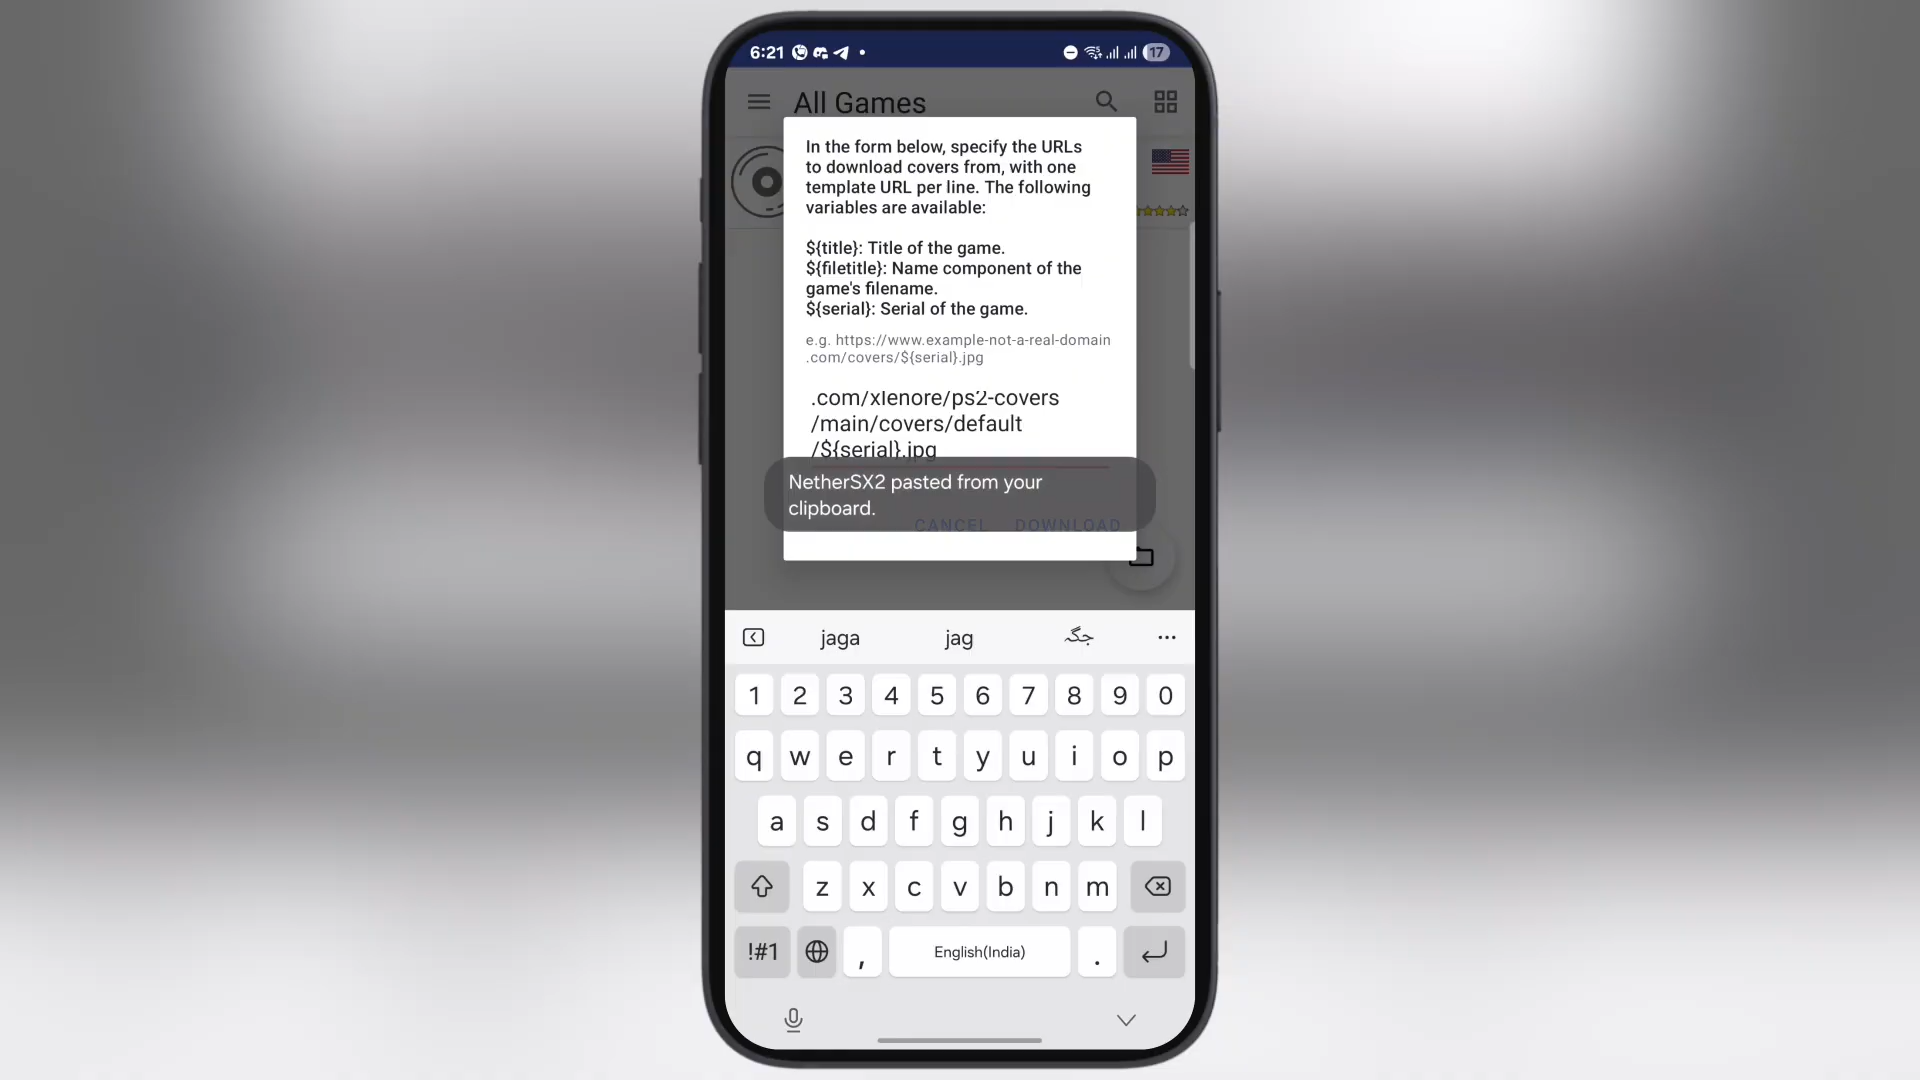 6:21
17
All Games
In the form below, specify the URLs
to download covers from, with one
template URL per line. The following
variables are available:
${title}: Title of the game.
${filetitle}: Name component of the
game's filename.
${serial}: Serial of the game.
e.g. https://www.example-not-a-real-domain
.com/covers/${serial}.jpg
.com/xlenore/ps2-covers
/main/covers/default
/${serial}.jpg
NetherSX2 pasted from your
clipboard.
CANCEL DOWNLOAD
jaga jag جگہ
1 2 3 4 5 6 7 8 9 0
q w e r t y u i o p
a s d f g h j k l
z x c v b n m
!#1 , English(India) .